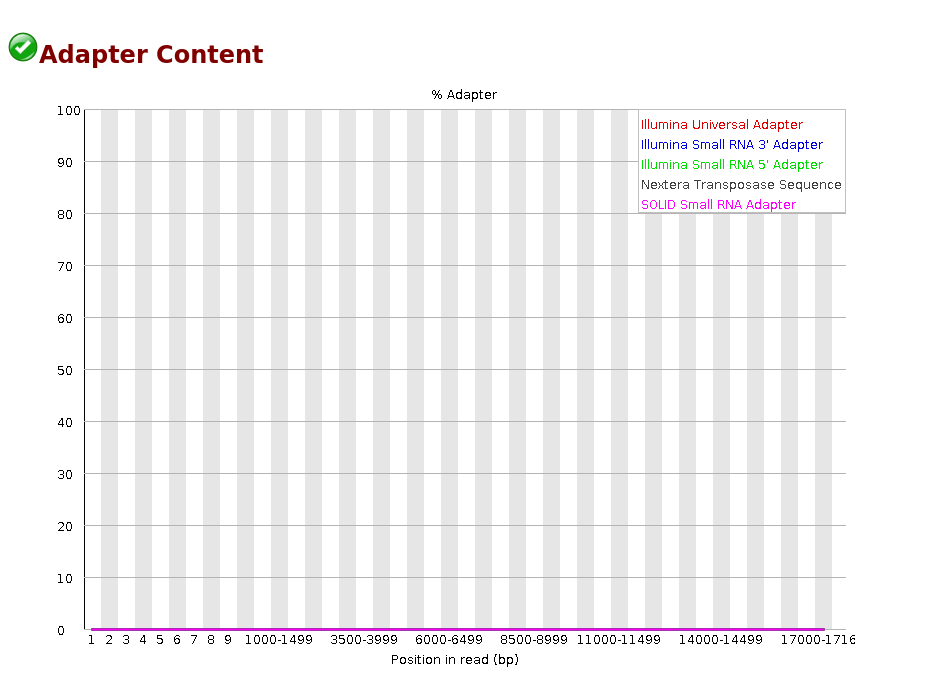 Adapter Content
% Adapter
100
90
80
70
60
50
40
30
20
10
0
Illumina Universal Adapter
Illumina Small RNA 3' Adapter
Illumina Small RNA 5' Adapter
Nextera Transposase Sequence
SOLID Small RNA Adapter
1 2 3 4 5 6 7 8 9 1000-1499 3500-3999 6000-6499 8500-8999 11000-11499 14000-14499 17000-1716
Position in read (bp)